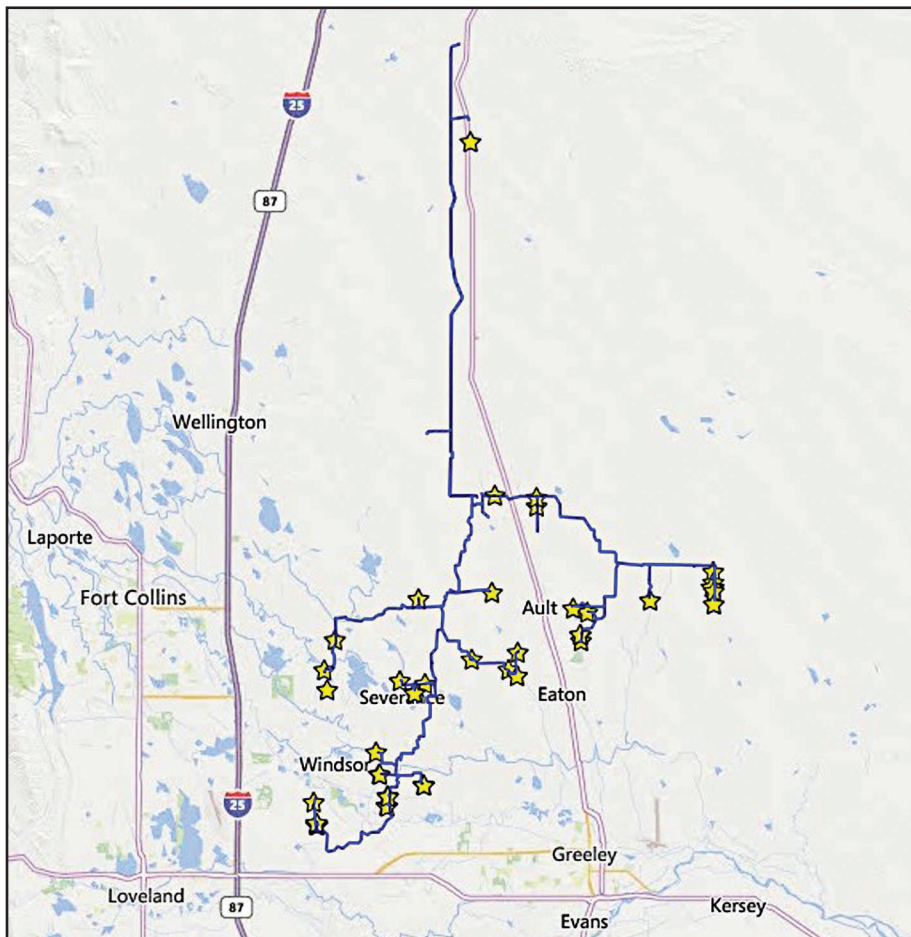 25
87
Wellington
Laporte
Fort Collins
Ault
Severance
Eaton
Windsor
25
Greeley
Loveland
87
Kersey
Evans